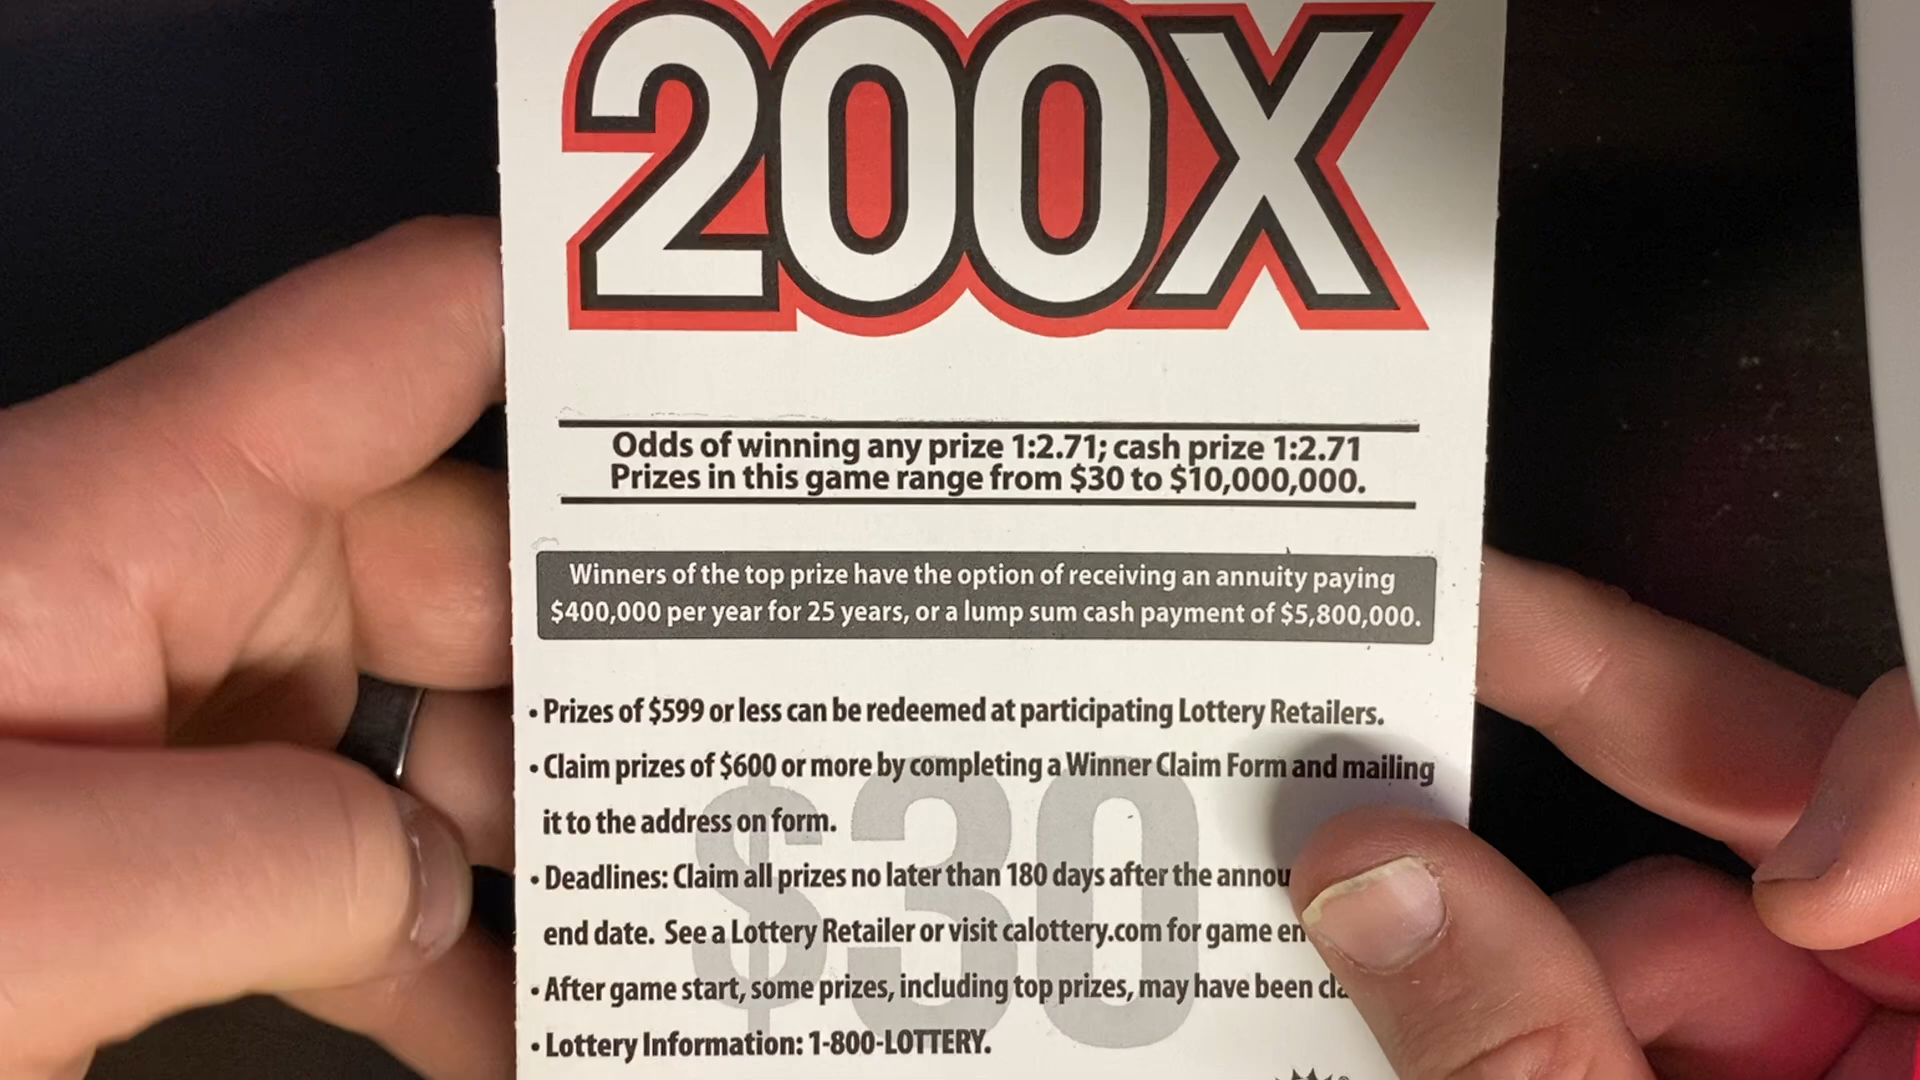 200X
Odds of winning any prize 1:2.71; cash prize 1:2.71
Prizes in this game range from $30 to $10,000,000.
Winners of the top prize have the option of receiving an annuity paying
$400,000 per year for 25 years, or a lump sum cash payment of $5,800,000.
• Prizes of $599 or less can be redeemed at participating Lottery Retailers.
• Claim prizes of $600 or more by completing a Winner Claim Form and mailing
it to the address on form.
• Deadlines: Claim all prizes no later than 180 days after the
end date. See a Lottery Retailer or visit calottery.com for game
• After game start, some prizes, including top prizes, may have been
• Lottery Information: 1-800-LOTTERY.
$30